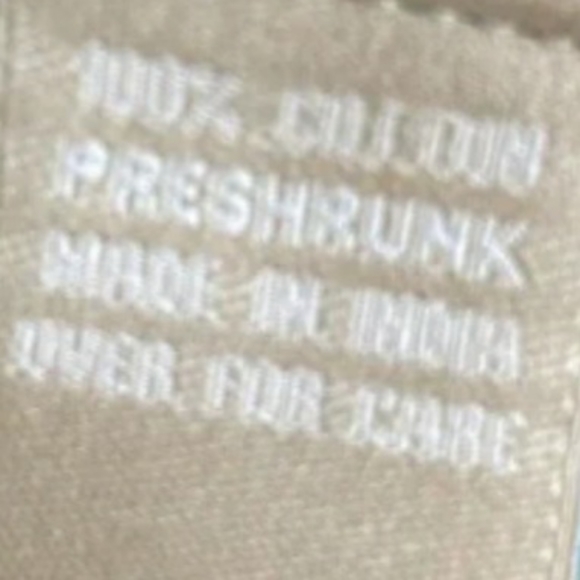 100% COTTON
PRESHRUNK
MADE IN INDIA
OVER FOR CARE